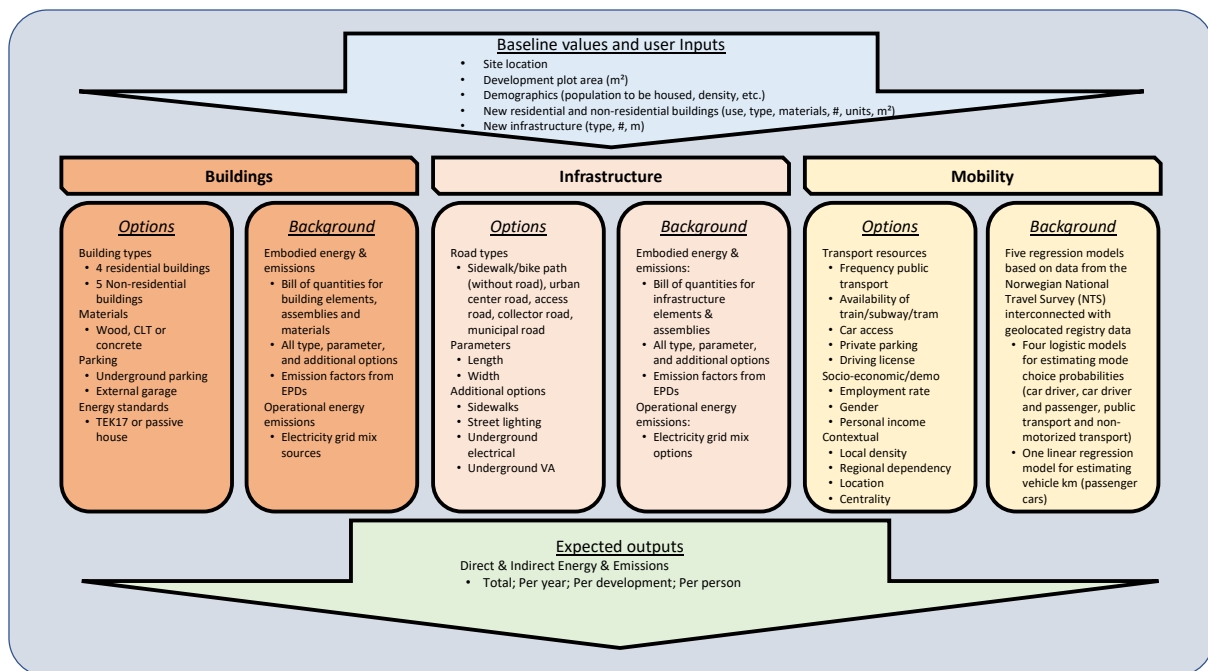 Baseline values and user Inputs
• Site location
• Development plot area (m²)
• Demographics (population to be housed, density, etc.)
• New residential and non-residential buildings (use, type, materials, #, units, m²)
• New infrastructure (type, #, m)
Buildings
Options
Building types
• 4 residential buildings
• 5 Non-residential
buildings
Materials
• Wood, CLT or
concrete
Parking
• Underground parking
• External garage
Energy standards
• TEK17 or passive
house
Background
Embodied energy &
emissions
• Bill of quantities for
building elements,
assemblies and
materials
• All type, parameter,
and additional options
• Emission factors from
EPDs
Operational energy
emissions
• Electricity grid mix
sources
Infrastructure
Options
Road types
• Sidewalk/bike path
(without road), urban
center road, access
road, collector road,
municipal road
Parameters
• Length
• Width
Additional options
• Sidewalks
• Street lighting
• Underground
electrical
• Underground VA
Background
Embodied energy &
emissions:
• Bill of quantities for
infrastructure
elements &
assemblies
• All type, parameter,
and additional options
• Emission factors from
EPDs
Operational energy
emissions:
• Electricity grid mix
options
Mobility
Options
Transport resources
• Frequency public
transport
• Availability of
train/subway/tram
• Car access
• Private parking
• Driving license
Socio-economic/demo
• Employment rate
• Gender
• Personal income
Contextual
• Local density
• Regional dependency
• Location
• Centrality
Background
Five regression models
based on data from the
Norwegian National
Travel Survey (NTS)
interconnected with
geolocated registry data
• Four logistic models
for estimating mode
choice probabilities
(car driver, car driver
and passenger, public
transport and non-
motorized transport)
• One linear regression
model for estimating
vehicle km (passenger
cars)
Expected outputs
Direct & Indirect Energy & Emissions
• Total; Per year; Per development; Per person